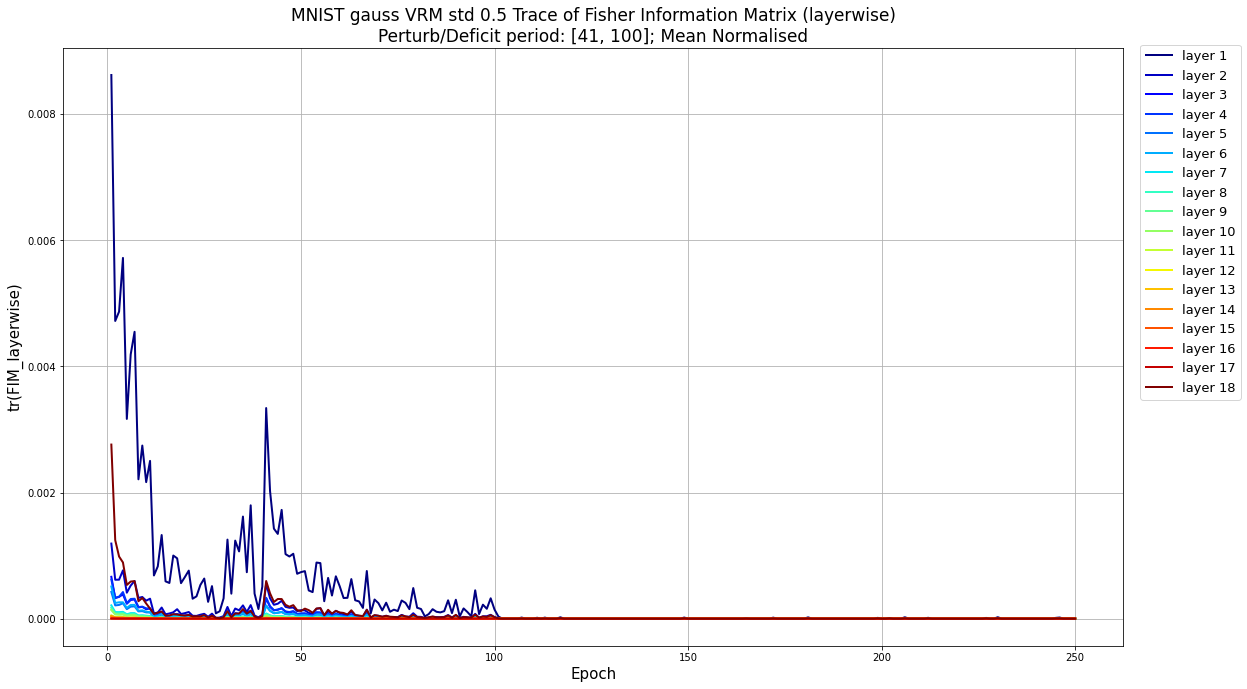 MNIST gauss VRM std 0.5 Trace of Fisher Information Matrix (layerwise)
Perturb/Deficit period: [41, 100]; Mean Normalised
tr(FIM_layerwise)
0.008
0.006
0.004
0.002
0.000
0
50
100
150
200
250
Epoch
layer 1
layer 2
layer 3
layer 4
layer 5
layer 6
layer 7
layer 8
layer 9
layer 10
layer 11
layer 12
layer 13
layer 14
layer 15
layer 16
layer 17
layer 18